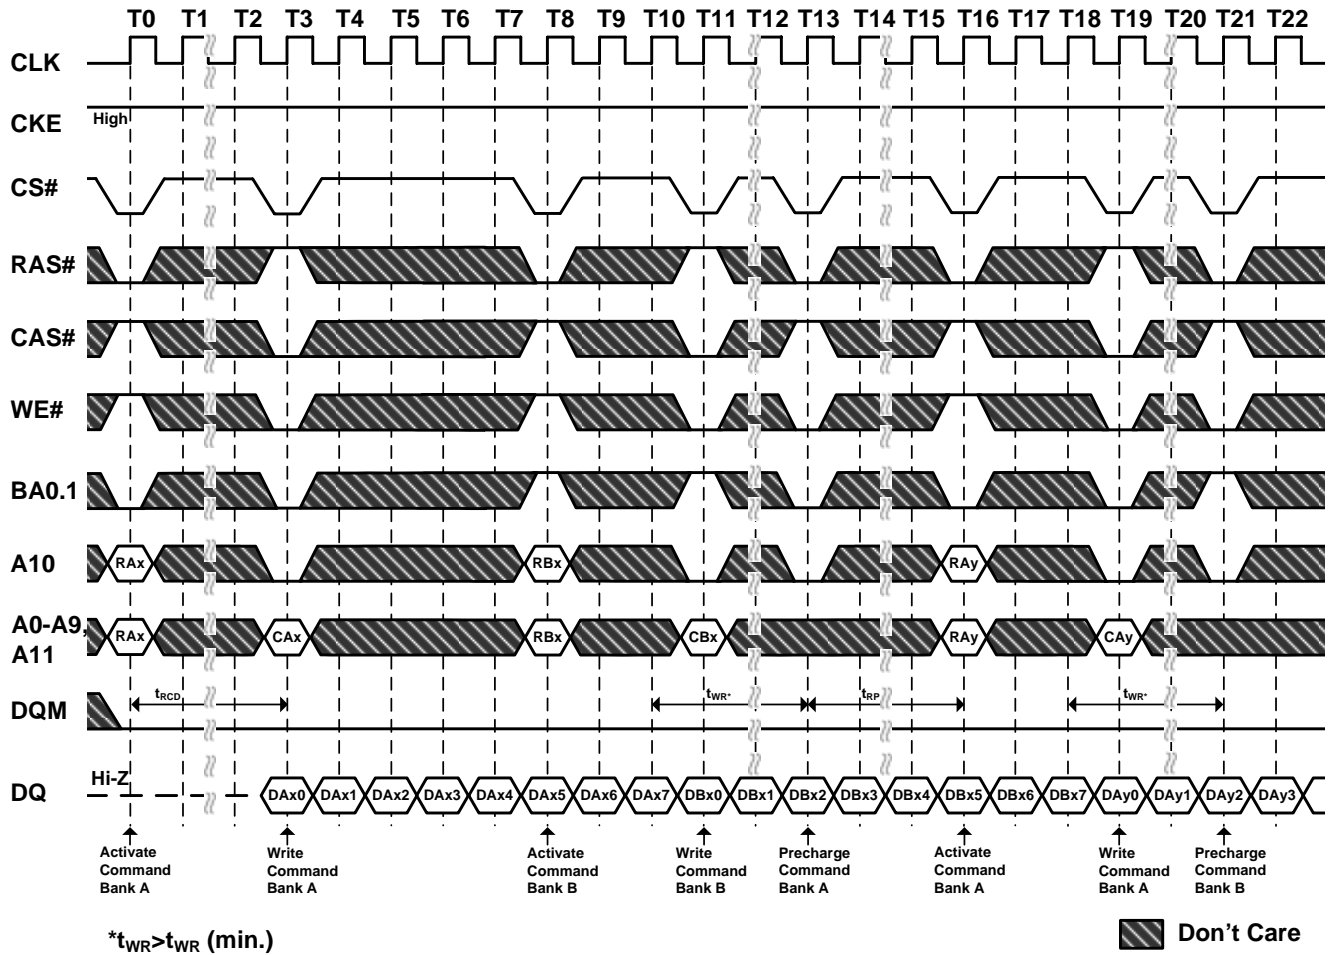 T0 T1 T2 T3 T4 T5 T6 T7 T8 T9 T10 T11 T12 T13 T14 T15 T16 T17 T18 T19 T20 T21 T22
CLK
CKE High
CS#
RAS#
CAS#
WE#
BA0.1
A10 RAx RBx RAy
A0-A9,
A11 RAx CAx RBx CBx RAy CAy
DQM tRCD tWR* tRP tWR*
DQ Hi-Z DAx0 DAx1 DAx2 DAx3 DAx4 DAx5 DAx6 DAx7 DBx0 DBx1 DBx2 DBx3 DBx4 DBx5 DBx6 DBx7 DAy0 DAy1 DAy2 DAy3
Activate
Command
Bank A
Write
Command
Bank A
Activate
Command
Bank B
Write
Command
Bank B
Precharge
Command
Bank A
Activate
Command
Bank A
Write
Command
Bank A
Precharge
Command
Bank B
*tWR>tWR (min.)
Don't Care